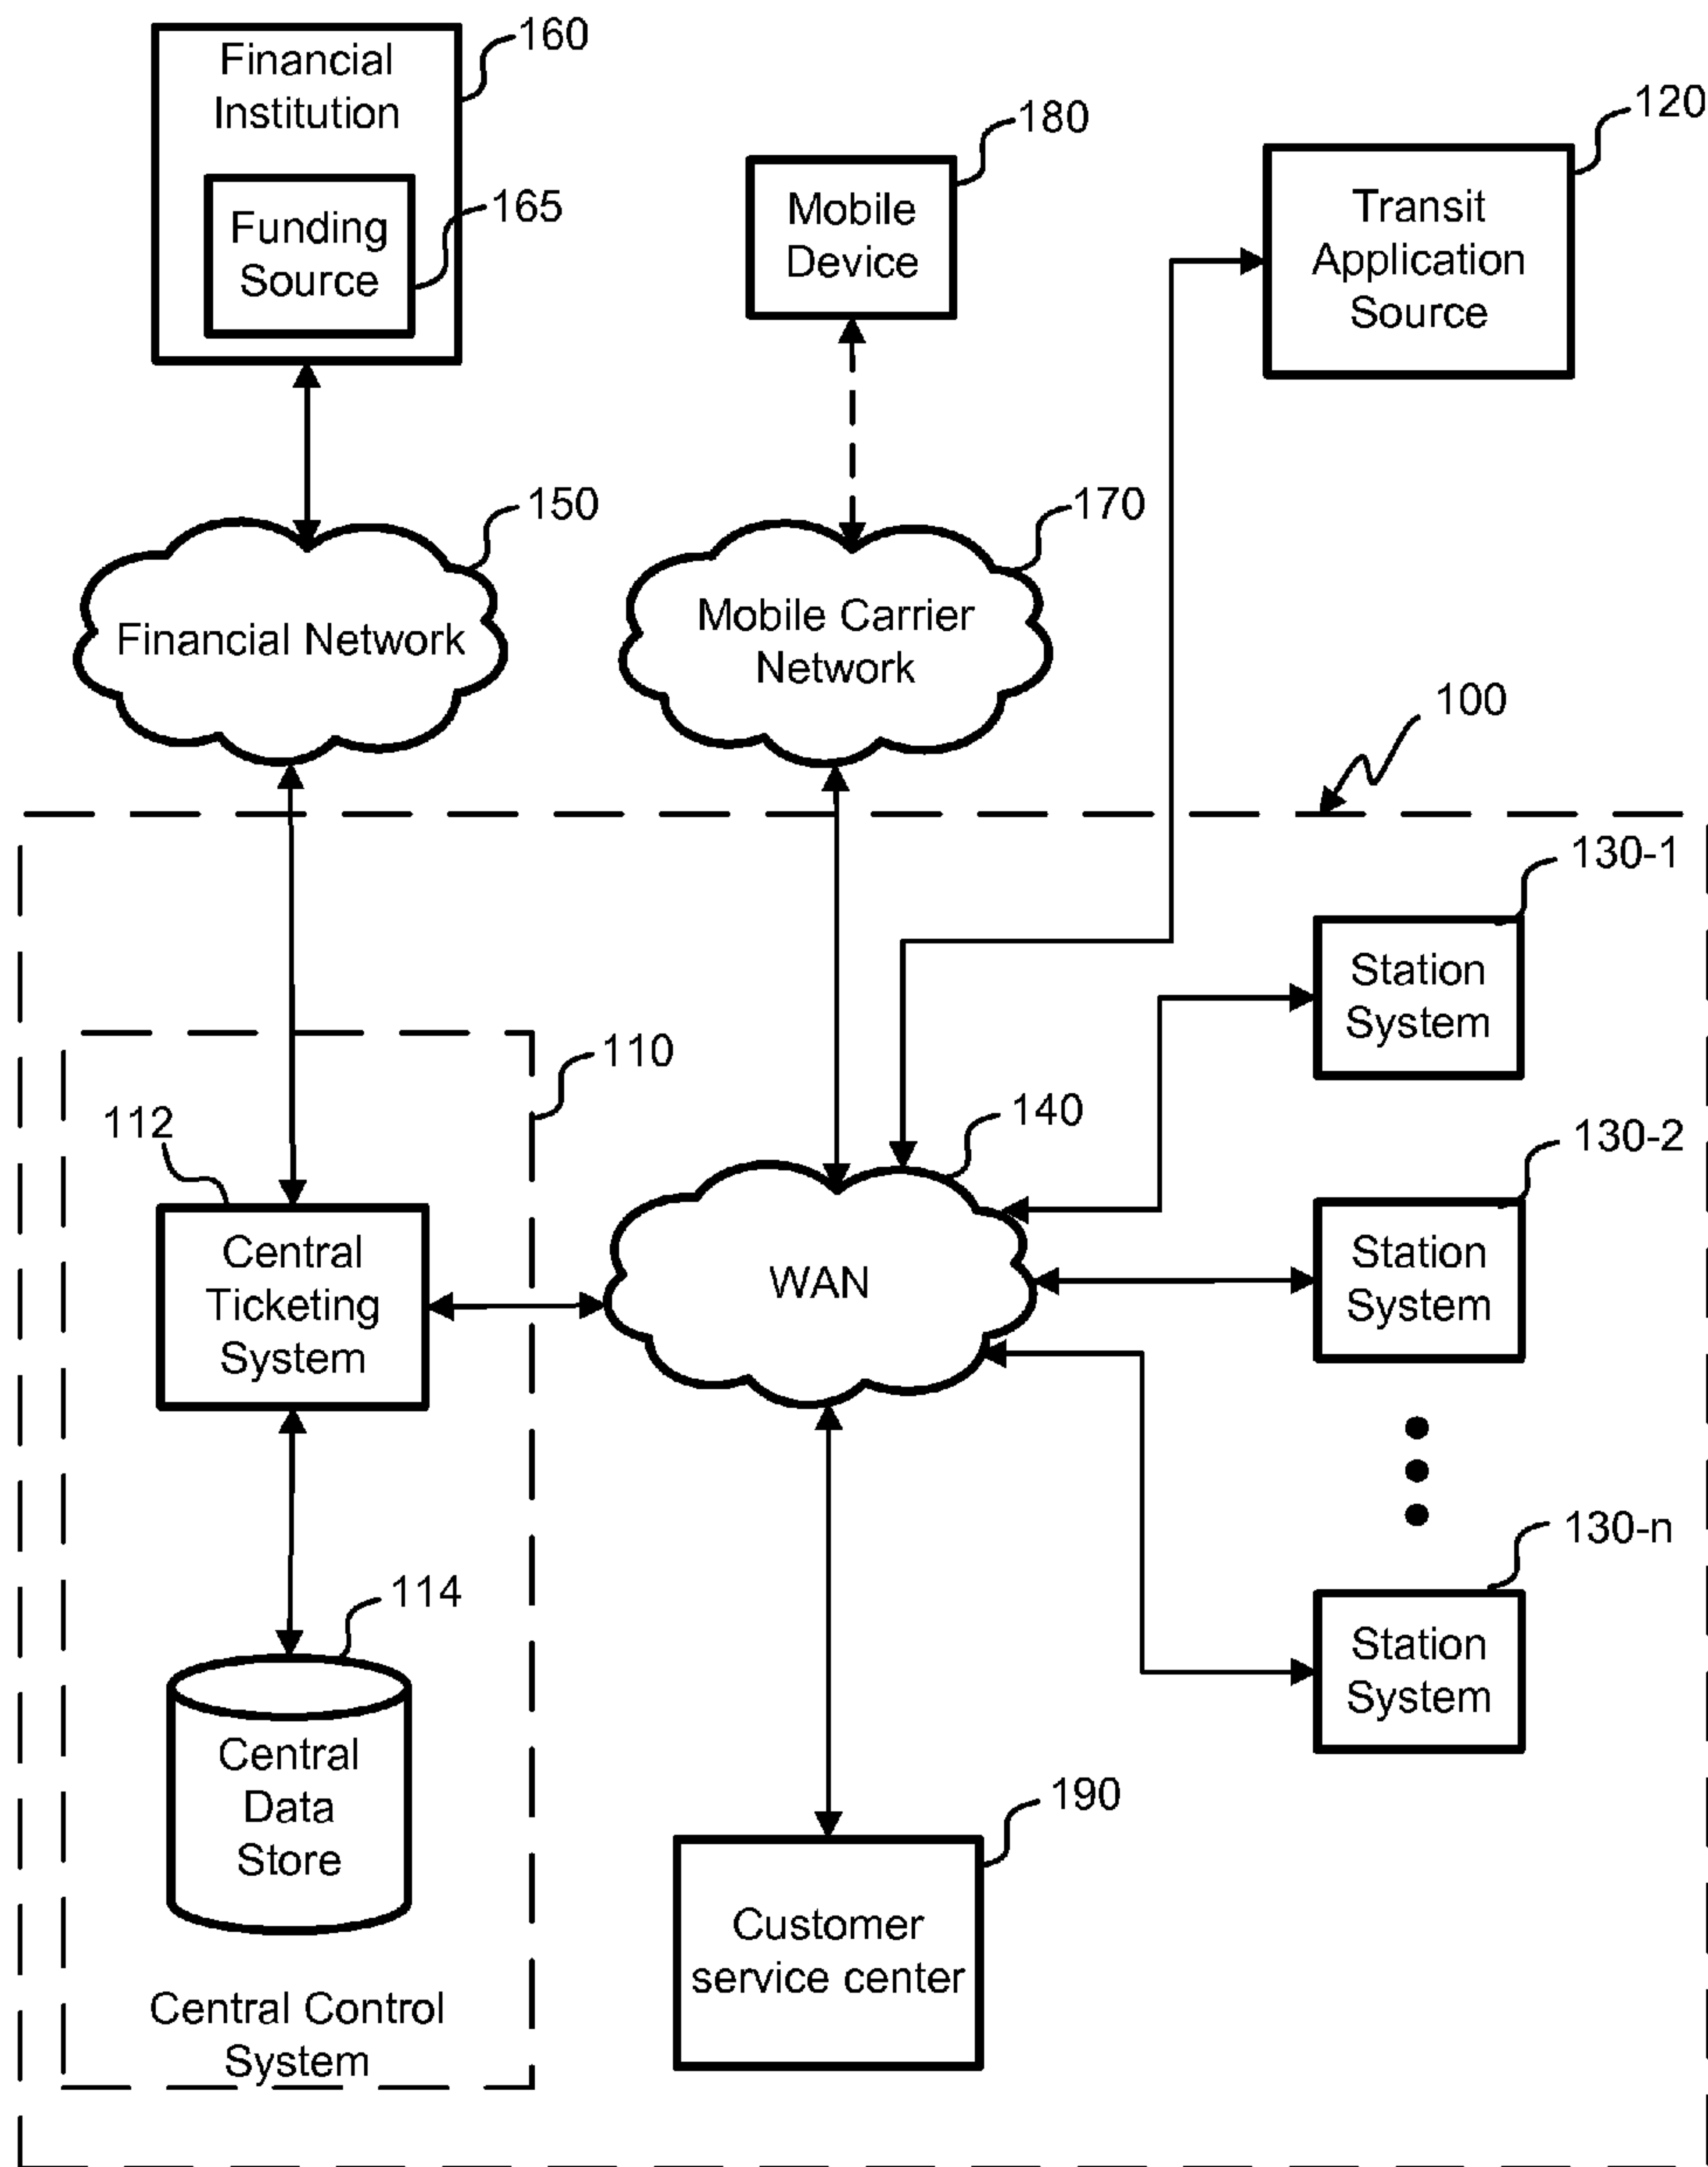 160
Financial
Institution
165
Funding
Source
180
Mobile
Device
120
Transit
Application
Source
150
Financial Network
170
Mobile Carrier
Network
100
130-1
Station
System
110
112
Central
Ticketing
System
140
WAN
130-2
Station
System
130-n
Station
System
114
Central
Data
Store
190
Customer
service center
Central Control
System